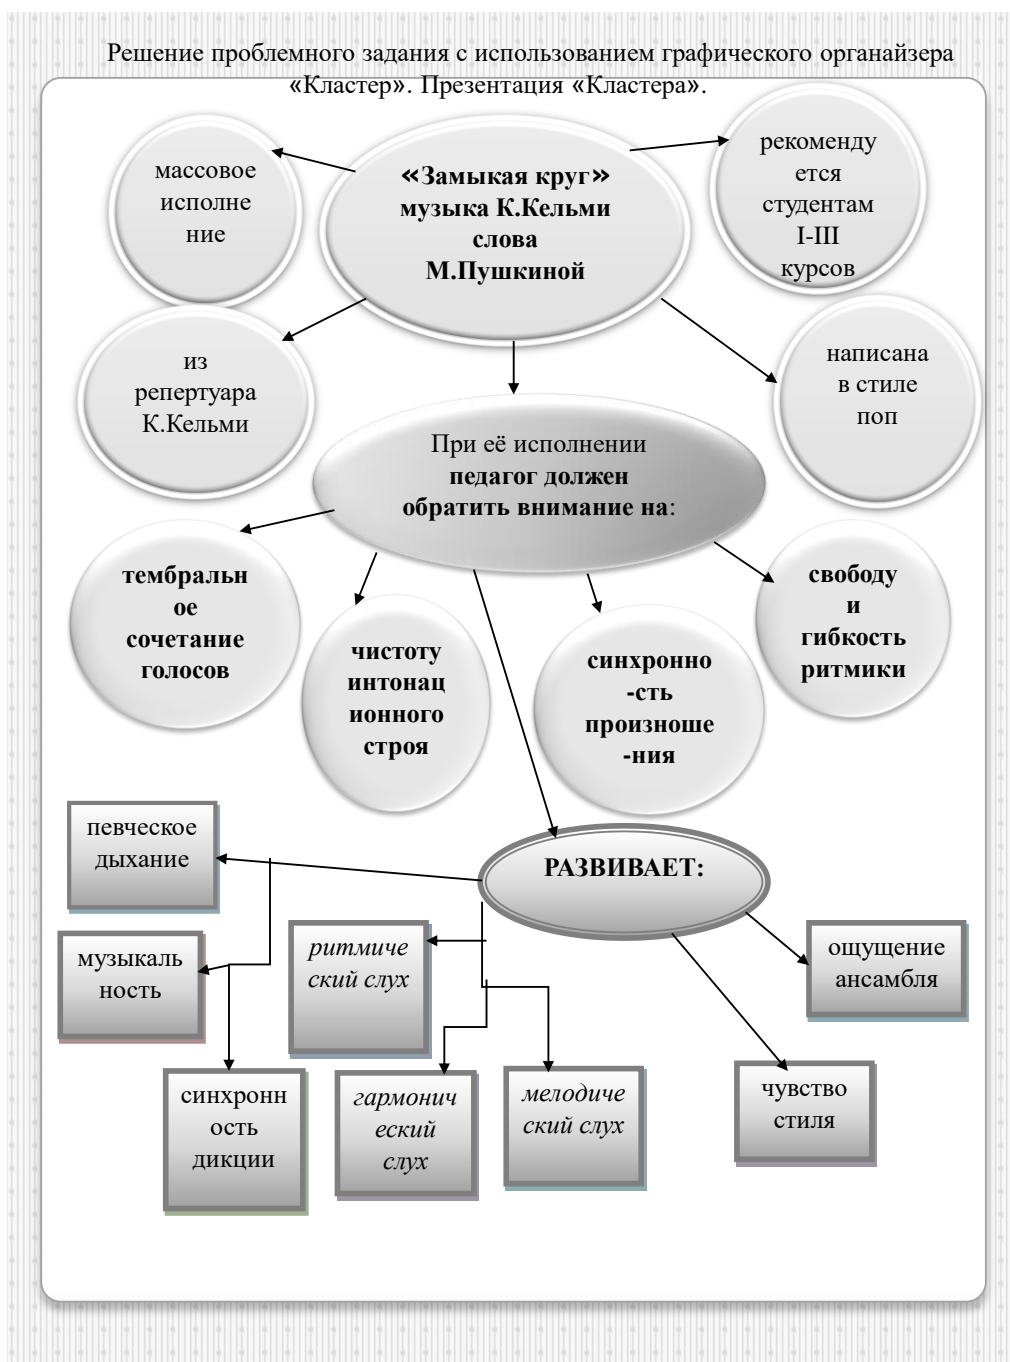 Решение проблемного задания с использованием графического органайзера
«Кластер». Презентация «Кластера».
массовое
исполне
ние
«Замыкая круг»
музыка К.Кельми
слова
М.Пушкиной
рекоменду
ется
студентам
I-III
курсов
из
репертуара
К.Кельми
написана
в стиле
поп
При её исполнении
педагог должен
обратить внимание на:
тембральн
ое
сочетание
голосов
чистоту
интонац
ионного
строя
синхронно
-сть
произноше
-ния
свободу
и
гибкость
ритмики
РАЗВИВАЕТ:
певческое
дыхание
музыкаль
ность
ритмиче
ский слух
ощущение
ансамбля
синхронн
ость
дикции
гармонич
еский
слух
мелодиче
ский слух
чувство
стиля